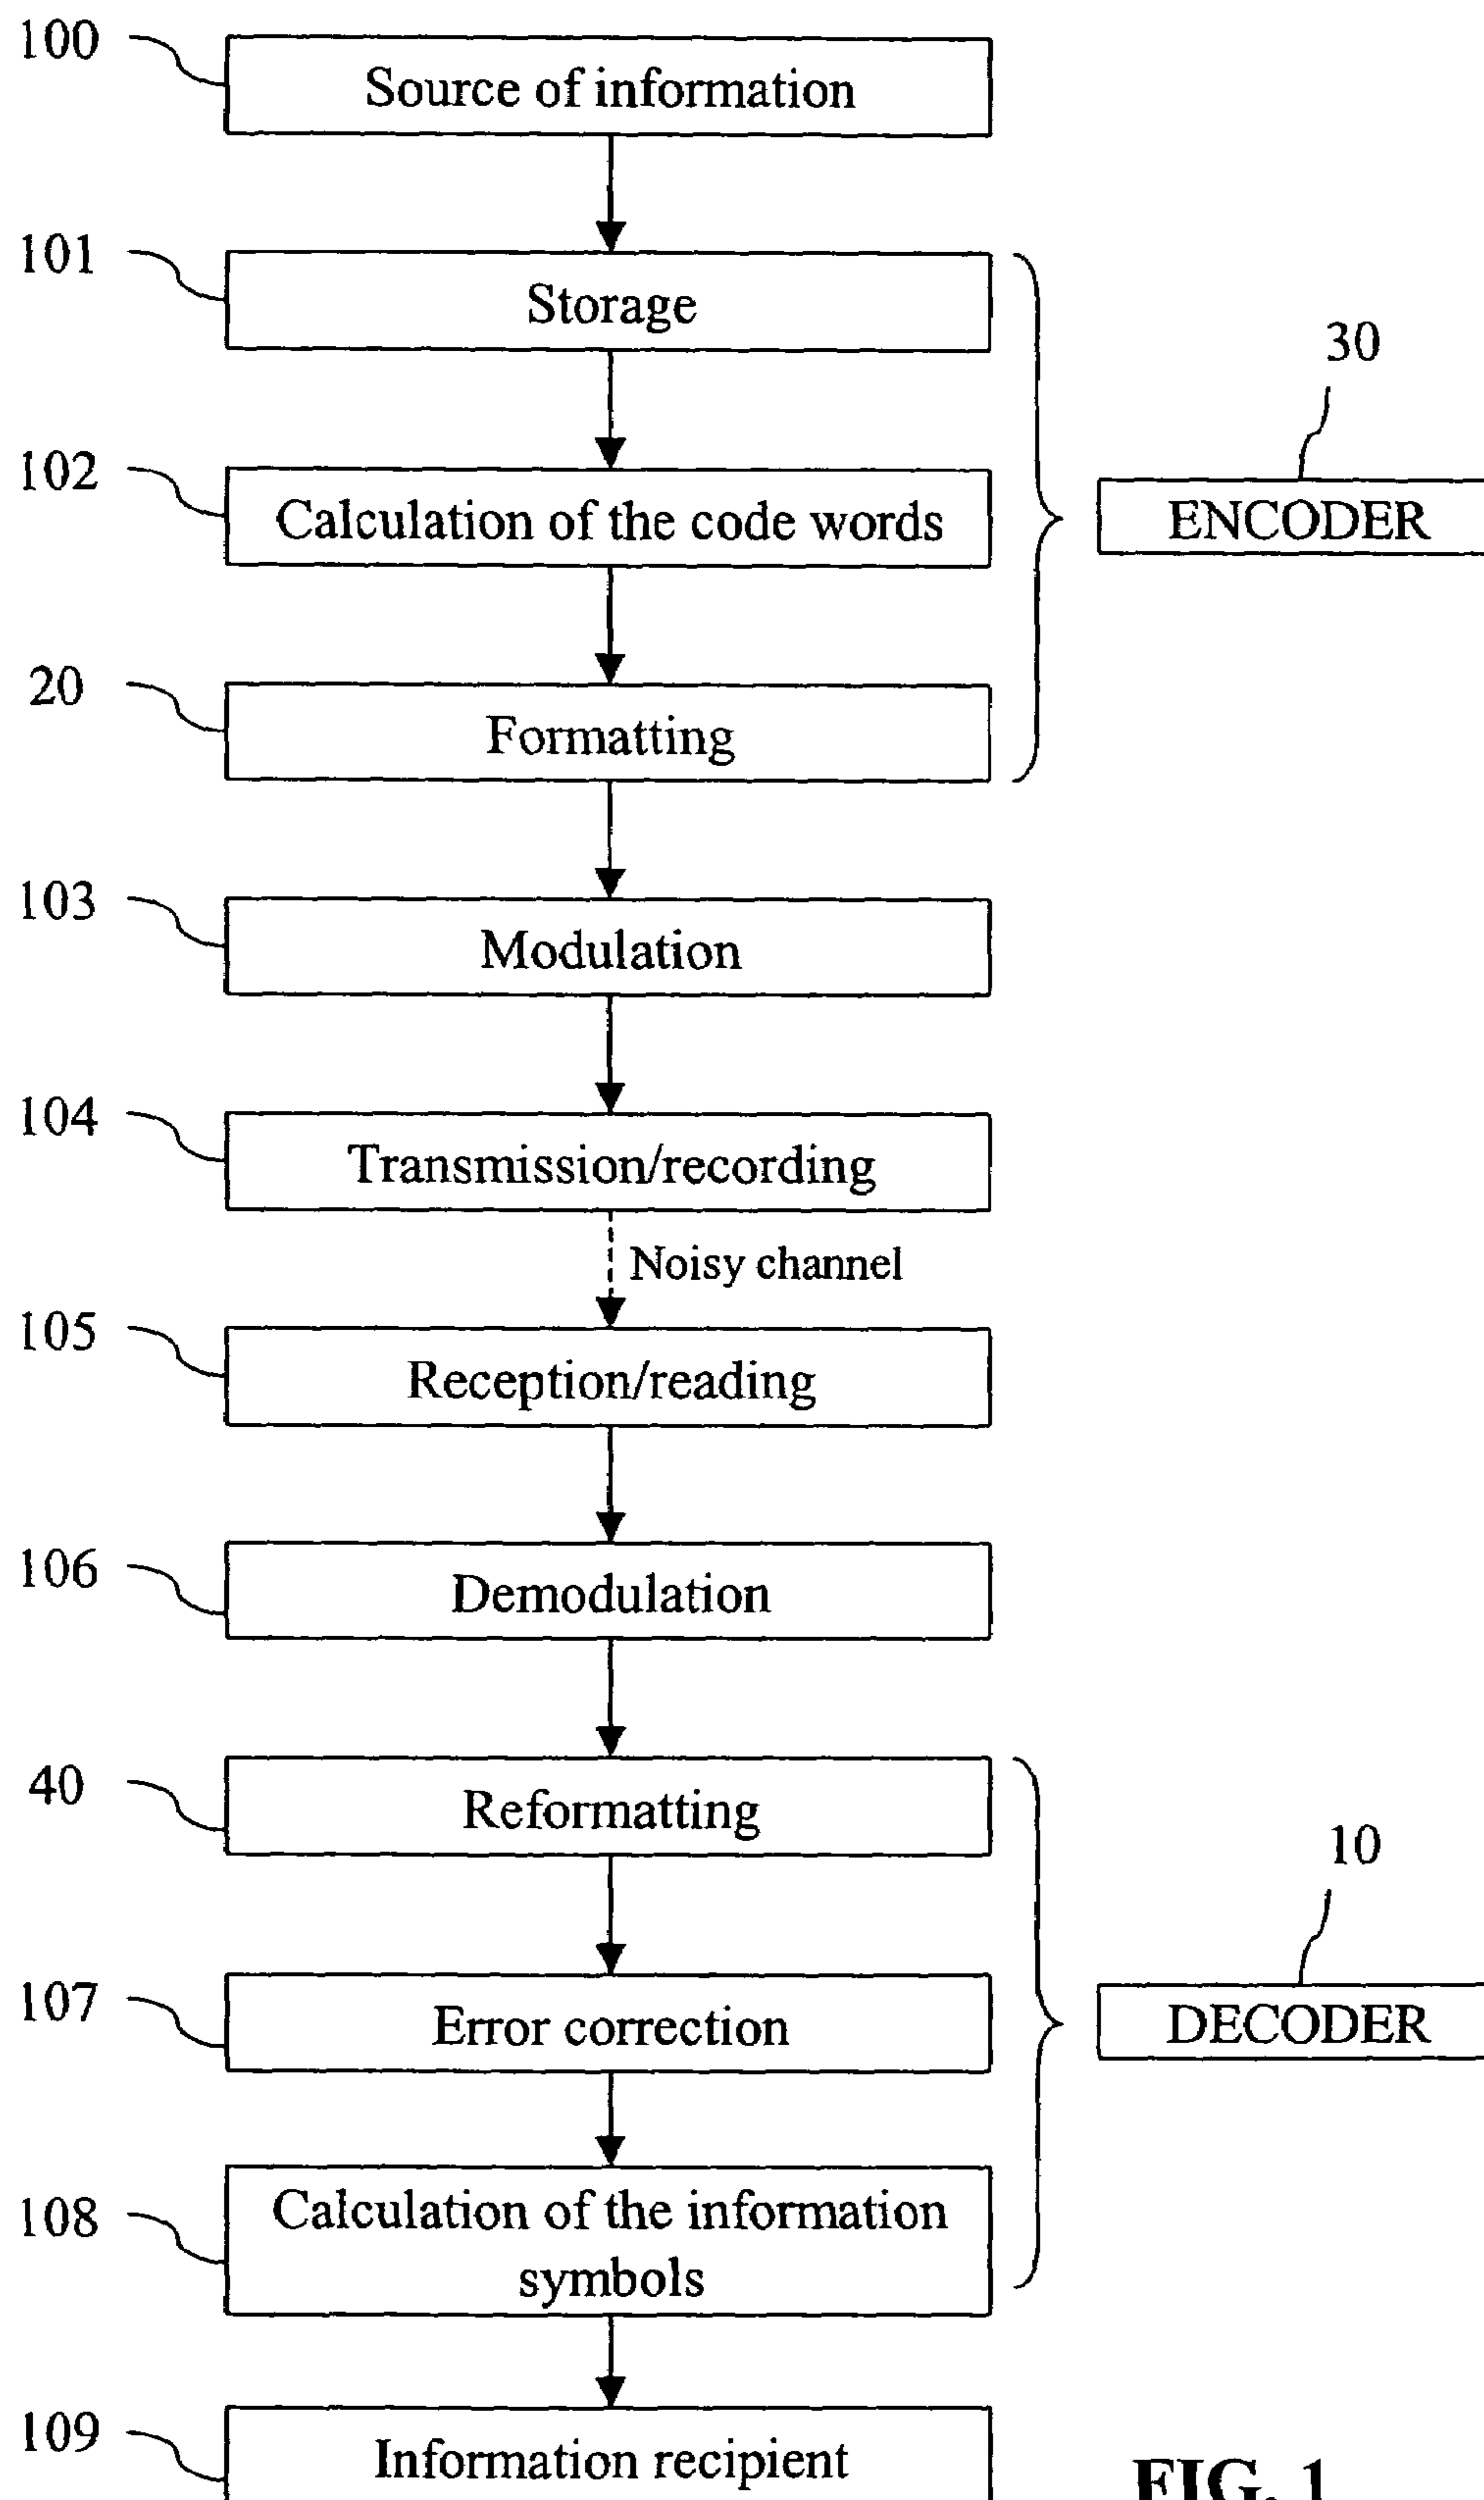 100
Source of information
101
Storage
30
102
Calculation of the code words
ENCODER
20
Formatting
103
Modulation
104
Transmission/recording
Noisy channel
105
Reception/reading
106
Demodulation
40
Reformatting
10
107
Error correction
DECODER
108
Calculation of the information
symbols
109
Information recipient
FIG. 1